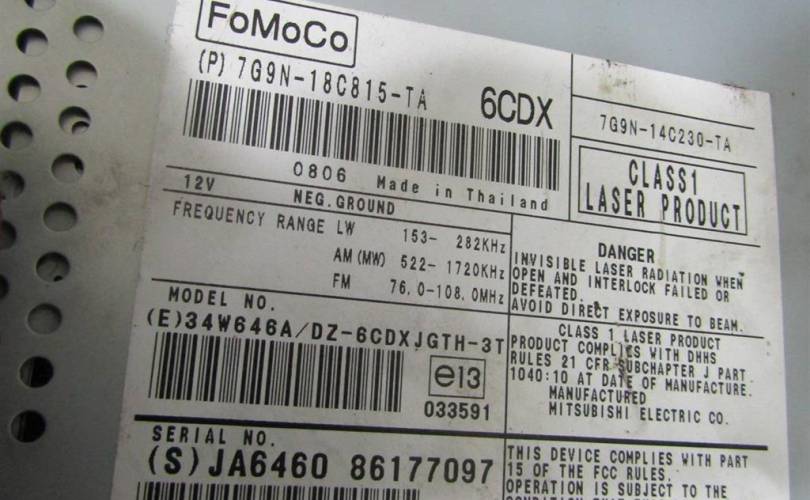 FoMoCo
(P) 7G9N-18C815-TA
6CDX
7G9N-14C230-TA
0806 Made in Thailand
CLASS1
LASER PRODUCT
12V NEG.GROUND
FREQUENCY RANGE LW 153- 282KHz
AM(MW) 522- 1720KHz
FM 76.0-108.0MHz
DANGER
INVISIBLE LASER RADIATION WHEN
OPEN AND INTERLOCK FAILED OR
DEFEATED.
AVOID DIRECT EXPOSURE TO BEAM.
MODEL NO.
(E)34W646A/DZ-6CDXJGTH-3T
e13
033591
CLASS 1 LASER PRODUCT
PRODUCT COMPLIES WITH DHHS
RULES 21 CFR SUBCHAPTER J PART
1040:10 AT DATE OF MANUFACTURE.
MANUFACTURED
MITSUBISHI ELECTRIC CO.
SERIAL NO.
(S)JA6460 86177097
THIS DEVICE COMPLIES WITH PART
15 OF THE FCC RULES.
OPERATION IS SUBJECT TO THE